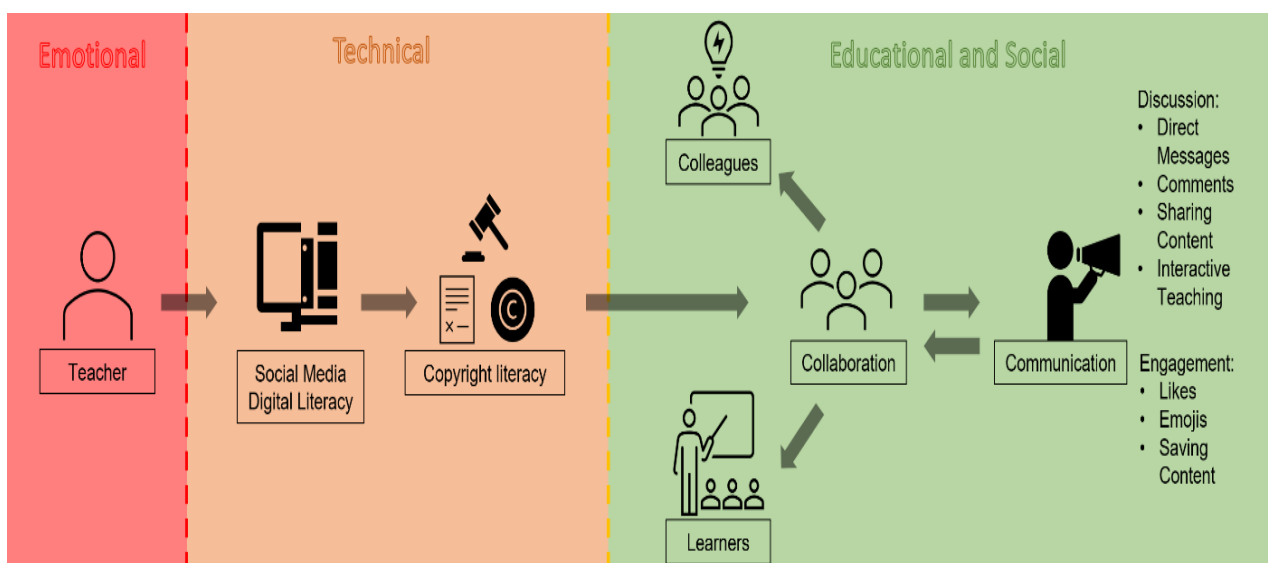 Emotional
Technical
Educational and Social
Teacher
Social Media
Digital Literacy
Copyright literacy
Colleagues
Collaboration
Learners
Communication
Discussion:
• Direct
Messages
• Comments
• Sharing
Content
• Interactive
Teaching
Engagement:
• Likes
• Emojis
• Saving
Content